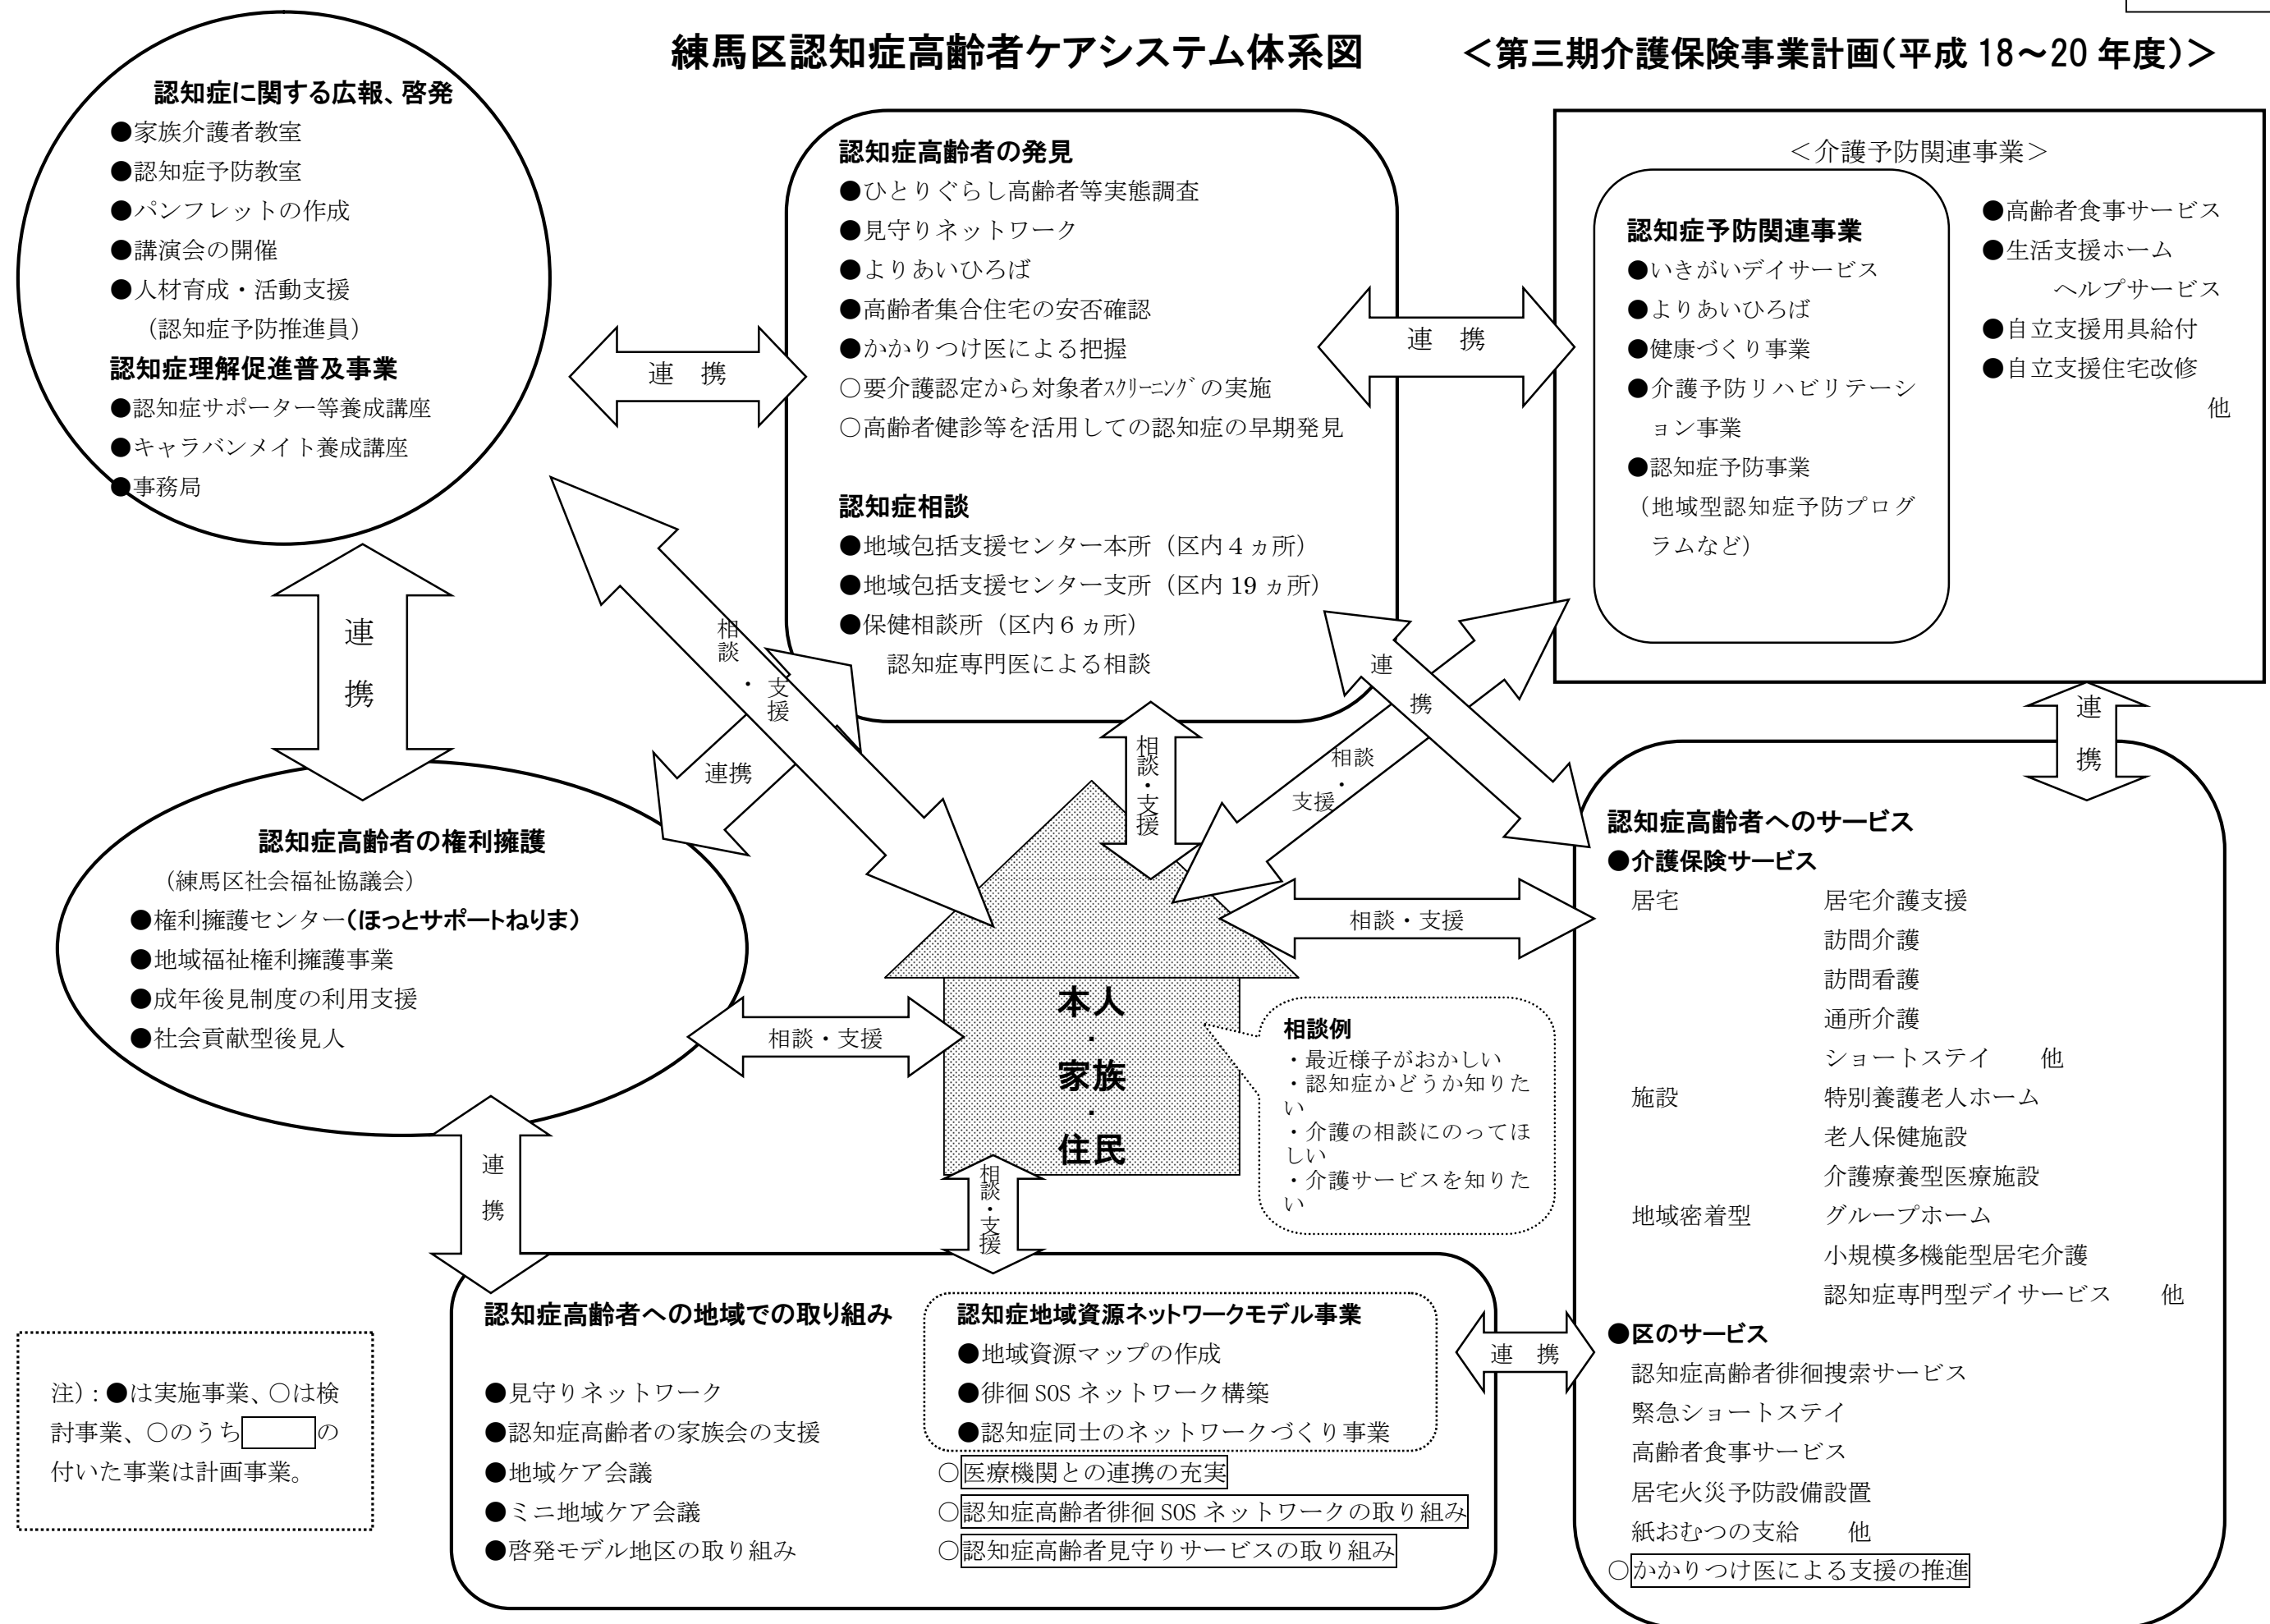 練馬区認知症高齢者ケアシステム体系図　＜第三期介護保険事業計画(平成 18～20 年度)＞
認知症に関する広報、啓発
●家族介護者教室
●認知症予防教室
●パンフレットの作成
●講演会の開催
●人材育成・活動支援
（認知症予防推進員）
認知症理解促進普及事業
●認知症サポーター等養成講座
●キャラバンメイト養成講座
●事務局
連　携
認知症高齢者の発見
●ひとりぐらし高齢者等実態調査
●見守りネットワーク
●よりあいひろば
●高齢者集合住宅の安否確認
●かかりつけ医による把握
○要介護認定から対象者ｽｸﾘｰﾆﾝｸﾞの実施
○高齢者健診等を活用しての認知症の早期発見
認知症相談
●地域包括支援センター本所（区内４ヵ所）
●地域包括支援センター支所（区内 19 ヵ所）
●保健相談所（区内６ヵ所）
認知症専門医による相談
連　携
＜介護予防関連事業＞
認知症予防関連事業
●いきがいデイサービス
●よりあいひろば
●健康づくり事業
●介護予防リハビリテーシ
ョン事業
●認知症予防事業
（地域型認知症予防プログ
ラムなど）
●高齢者食事サービス
●生活支援ホーム
ヘルプサービス
●自立支援用具給付
●自立支援住宅改修
他
連　携
相談・支援
連携
相談・支援
相談・支援
連　携
連　携
認知症高齢者の権利擁護
（練馬区社会福祉協議会）
●権利擁護センター(ほっとサポートねりま)
●地域福祉権利擁護事業
●成年後見制度の利用支援
●社会貢献型後見人
相談・支援
本人
・
家族
・
住民
相談・支援
相談例
・最近様子がおかしい
・認知症かどうか知りた
い
・介護の相談にのってほ
しい
・介護サービスを知りた
い
認知症高齢者へのサービス
●介護保険サービス
居宅　居宅介護支援
訪問介護
訪問看護
通所介護
ショートステイ　他
施設　特別養護老人ホーム
老人保健施設
介護療養型医療施設
地域密着型　グループホーム
小規模多機能型居宅介護
認知症専門型デイサービス　他
●区のサービス
認知症高齢者徘徊捜索サービス
緊急ショートステイ
高齢者食事サービス
居宅火災予防設備設置
紙おむつの支給　他
○かかりつけ医による支援の推進
連　携
相談・支援
認知症高齢者への地域での取り組み
●見守りネットワーク
●認知症高齢者の家族会の支援
●地域ケア会議
●ミニ地域ケア会議
●啓発モデル地区の取り組み
認知症地域資源ネットワークモデル事業
●地域資源マップの作成
●徘徊 SOS ネットワーク構築
●認知症同士のネットワークづくり事業
○医療機関との連携の充実
○認知症高齢者徘徊 SOS ネットワークの取り組み
○認知症高齢者見守りサービスの取り組み
連　携
注）：●は実施事業、○は検
討事業、○のうち　の
付いた事業は計画事業。